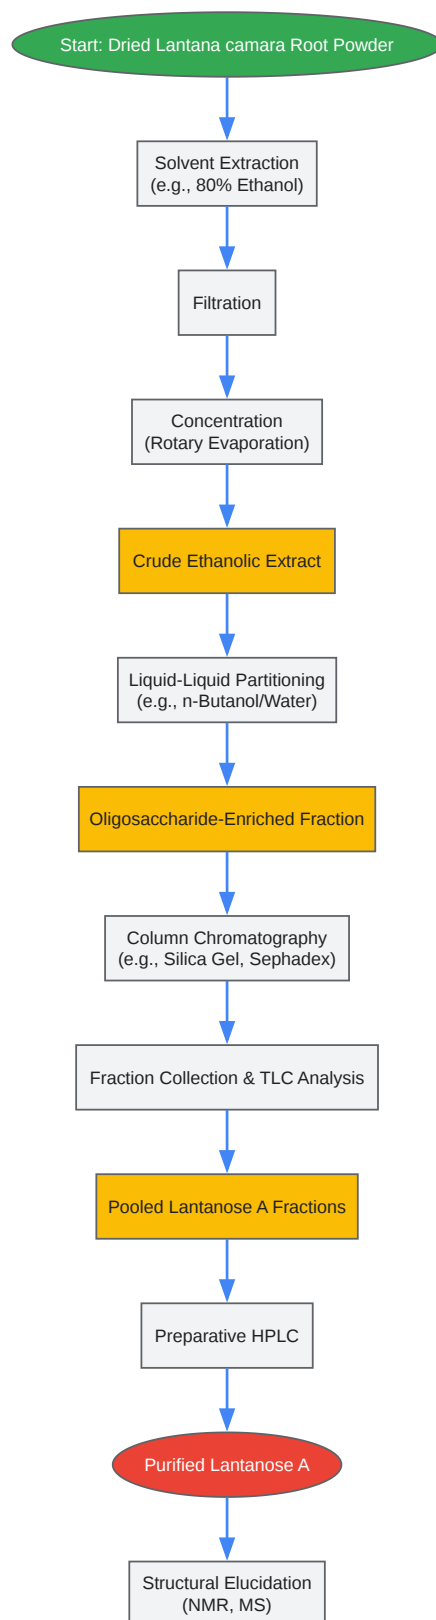 Start: Dried Lantana camara Root Powder
Solvent Extraction
(e.g., 80% Ethanol)
Filtration
Concentration
(Rotary Evaporation)
Crude Ethanolic Extract
Liquid-Liquid Partitioning
(e.g., n-Butanol/Water)
Oligosaccharide-Enriched Fraction
Column Chromatography
(e.g., Silica Gel, Sephadex)
Fraction Collection & TLC Analysis
Pooled Lantanose A Fractions
Preparative HPLC
Purified Lantanose A
Structural Elucidation
(NMR, MS)